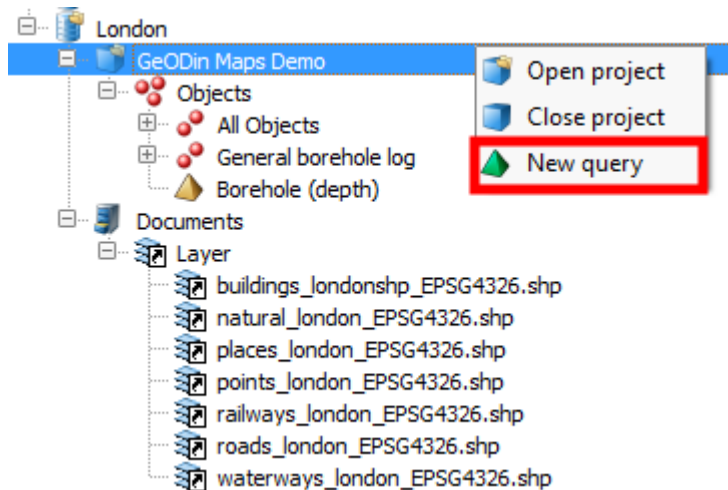 London
GeODin Maps Demo
Objects
All Objects
General borehole log
Borehole (depth)
Documents
Layer
buildings_londonshp_EPSG4326.shp
natural_london_EPSG4326.shp
places_london_EPSG4326.shp
points_london_EPSG4326.shp
railways_london_EPSG4326.shp
roads_london_EPSG4326.shp
waterways_london_EPSG4326.shp
Open project
Close project
New query